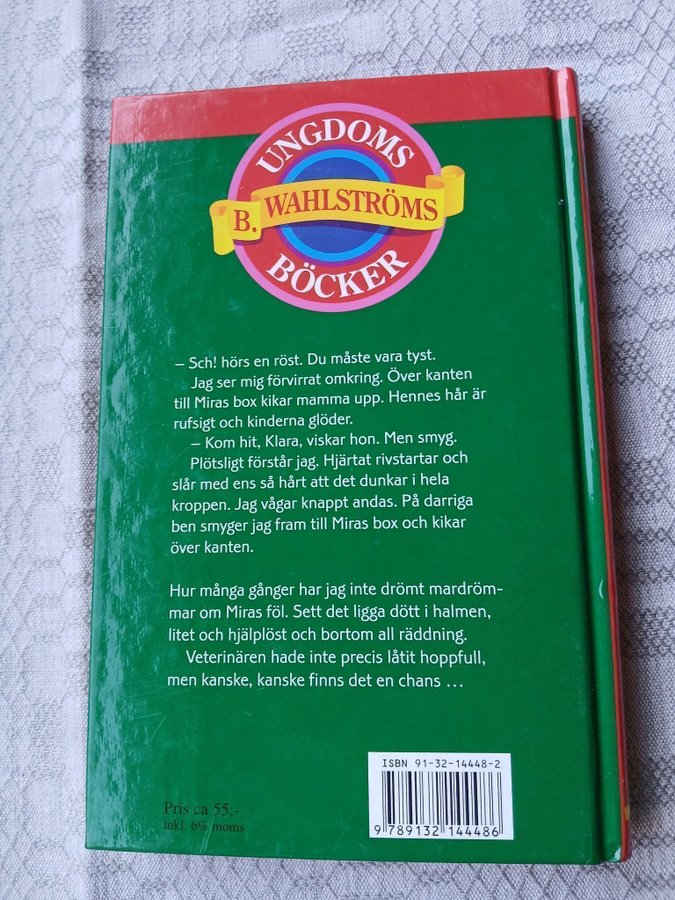 UNGDOMS
B. WAHLSTRÖMS
BÖCKER
– Sch! hörs en röst. Du måste vara tyst.
Jag ser mig förvirrat omkring. Över kanten
till Miras box kikar mamma upp. Hennes hår är
rufsigt och kinderna glöder.
– Kom hit, Klara, viskar hon. Men smyg.
Plötsligt förstår jag. Hjärtat rivstartar och
slår med ens så hårt att det dunkar i hela
kroppen. Jag vågar knappt andas. På darriga
ben smyger jag fram till Miras box och kikar
över kanten.
Hur många gånger har jag inte drömt mardröm-
mar om Miras föl. Sett det ligga dött i halmen,
litet och hjälplöst och bortom all räddning.
Veterinären hade inte precis låtit hoppfull,
men kanske, kanske finns det en chans …
ISBN 91-32-14448-2
Pris ca 55:-
inkl. 6% moms
9 789132 144486